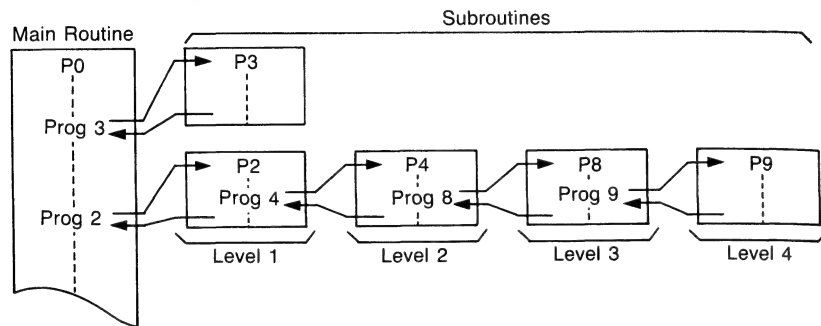 Subroutines
Main Routine
P0
P3
Prog 3
P2
P4
P8
P9
Prog 4
Prog 8
Prog 9
Prog 2
Level 1
Level 2
Level 3
Level 4